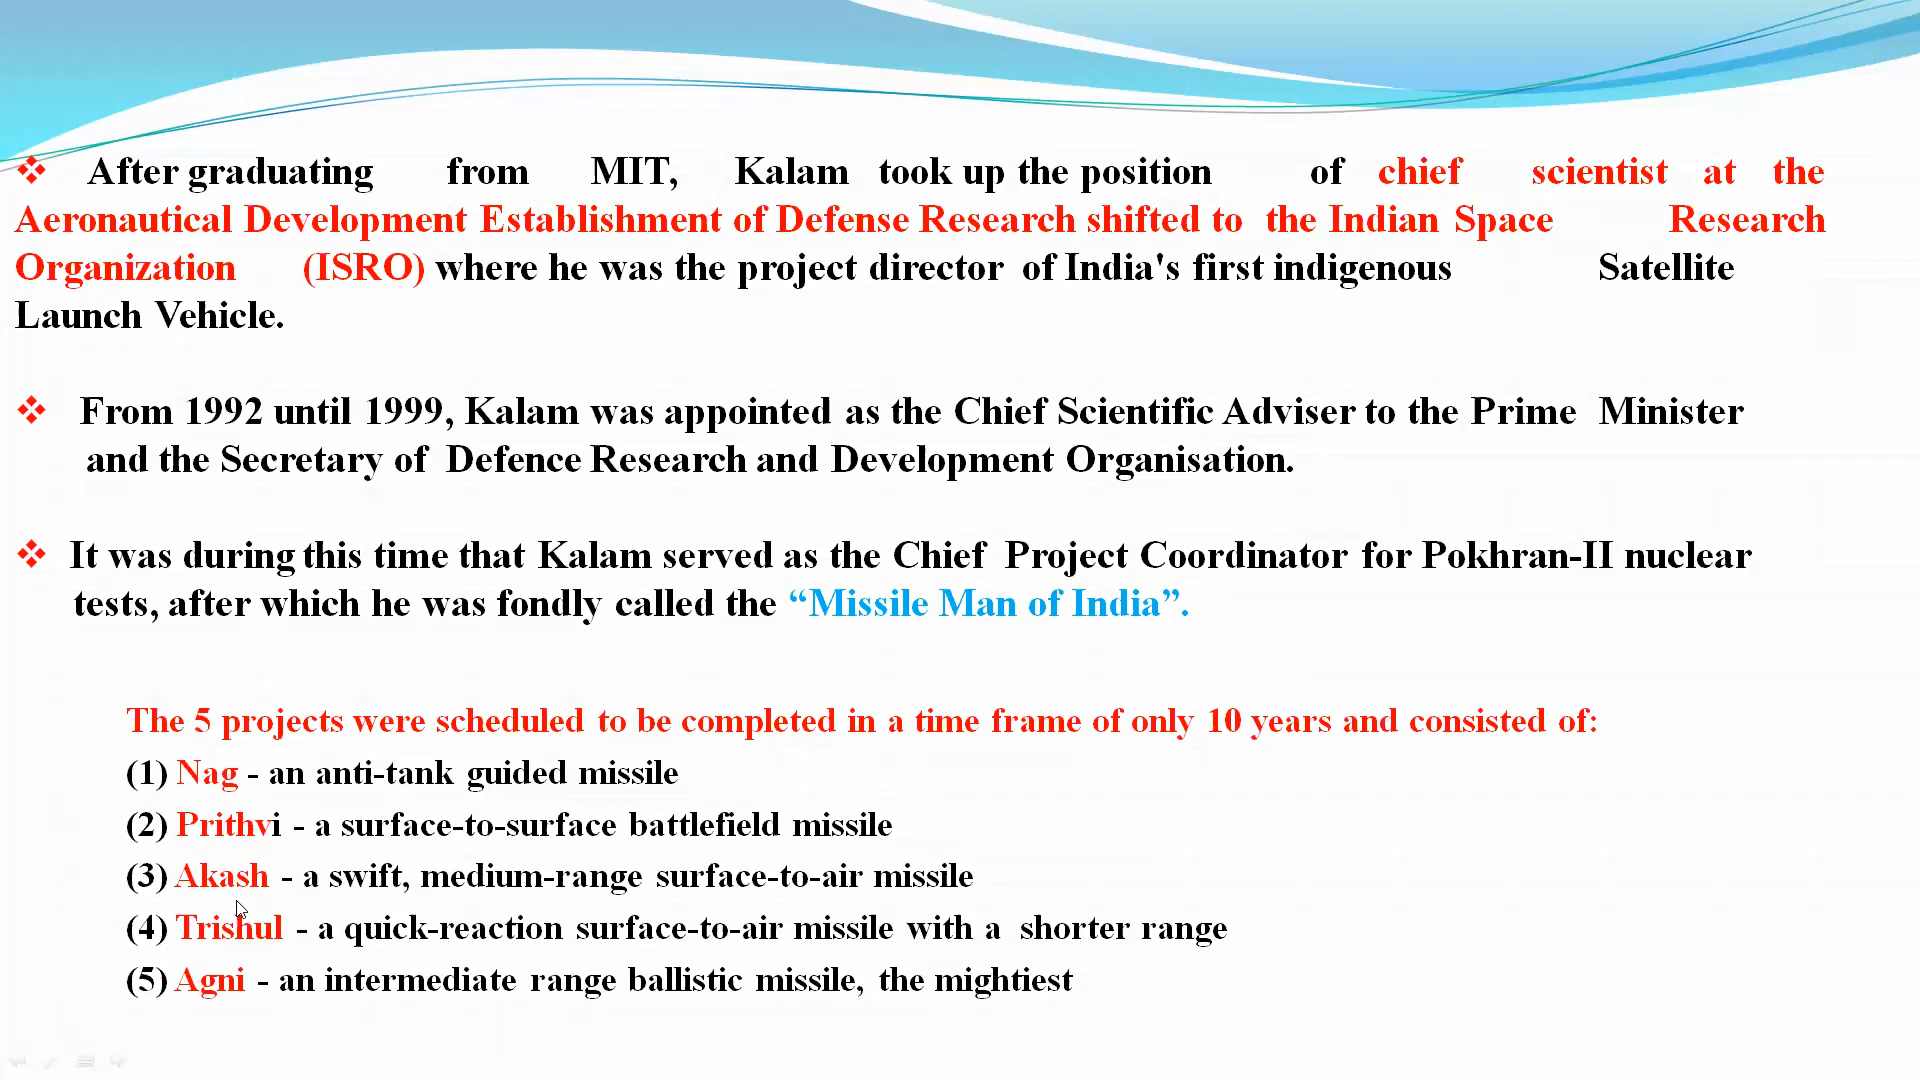 ❖ After graduating from MIT, Kalam took up the position of chief scientist at the
Aeronautical Development Establishment of Defense Research shifted to the Indian Space Research
Organization (ISRO) where he was the project director of India's first indigenous Satellite
Launch Vehicle.
❖ From 1992 until 1999, Kalam was appointed as the Chief Scientific Adviser to the Prime Minister
and the Secretary of Defence Research and Development Organisation.
❖ It was during this time that Kalam served as the Chief Project Coordinator for Pokhran-II nuclear
tests, after which he was fondly called the “Missile Man of India”.
The 5 projects were scheduled to be completed in a time frame of only 10 years and consisted of:
(1) Nag - an anti-tank guided missile
(2) Prithvi - a surface-to-surface battlefield missile
(3) Akash - a swift, medium-range surface-to-air missile
(4) Trishul - a quick-reaction surface-to-air missile with a shorter range
(5) Agni - an intermediate range ballistic missile, the mightiest